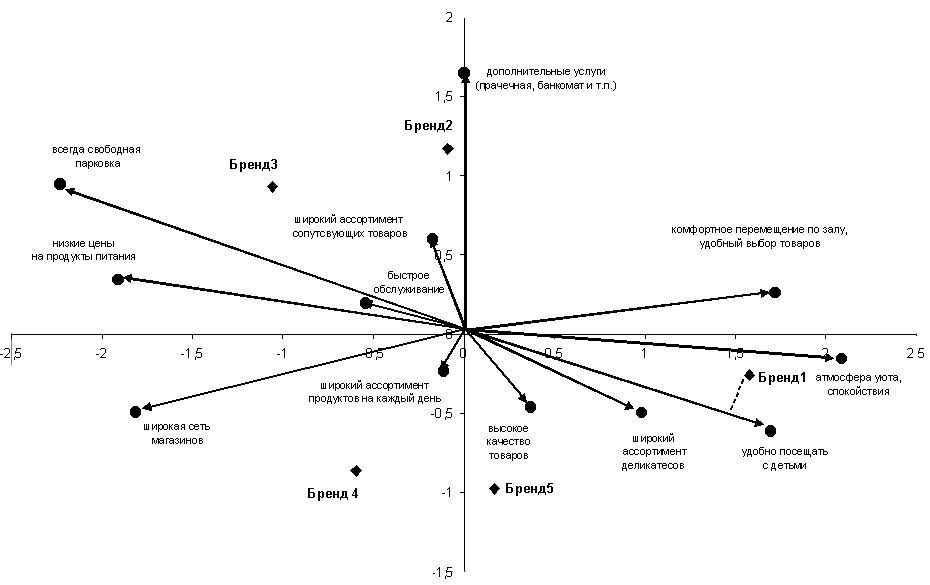 2
дополнительные услуги
(прачечная, банкомат и т.п.)
1,5
Бренд2
всегда свободная
парковка
Бренд3
1
широкий ассортимент
сопутсвующих товаров
комфортное перемещение по залу,
удобный выбор товаров
низкие цены
на продукты питания
0,5
быстрое
обслуживание
0
-2,5
-2
-1,5
-1
-0,5
0
0,5
1
1,5
2
2,5
широкий ассортимент
продуктов на каждый день
Бренд1
атмосфера уюта,
спокойствия
-0,5
широкая сеть
магазинов
высокое
качество
товаров
широкий
ассортимент
деликатесов
удобно посещать
с детьми
Бренд 4
-1
Бренд5
-1,5